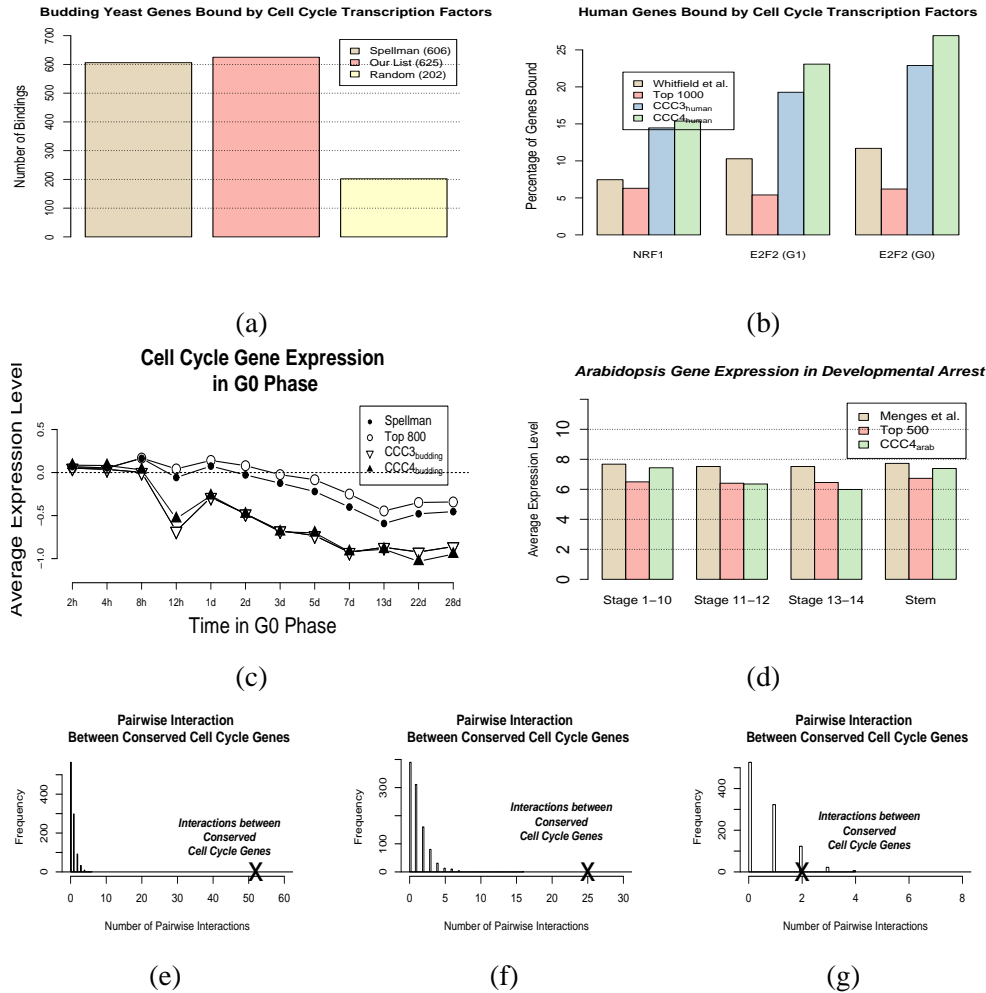 Budding Yeast Genes Bound by Cell Cycle Transcription Factors
Number of Bindings
0 100 200 300 400 500 600 700
Spellman (606)
Our List (625)
Random (202)
(a)
Human Genes Bound by Cell Cycle Transcription Factors
Percentage of Genes Bound
0 5 10 15 20 25
Whitfield et al.
Top 1000
CCC3human
CCC4human
NRF1 E2F2 (G1) E2F2 (G0)
(b)
Cell Cycle Gene Expression
in G0 Phase
Average Expression Level
0.5
0.0
−0.5
−1.0
Spellman
Top 800
CCC3budding
CCC4budding
2h 4h 8h 12h 1d 2d 3d 5d 7d 13d 22d 28d
Time in G0 Phase
(c)
Arabidopsis Gene Expression in Developmental Arrest
Average Expression Level
0 2 4 6 8 10
Menges et al.
Top 500
CCC4arab
Stage 1−10 Stage 11−12 Stage 13−14 Stem
(d)
Pairwise Interaction
Between Conserved Cell Cycle Genes
Frequency
0 200 400
Interactions between
Conserved
Cell Cycle Genes
X
0 10 20 30 40 50 60
Number of Pairwise Interactions
(e)
Pairwise Interaction
Between Conserved Cell Cycle Genes
Frequency
0 100 300
Interactions between
Conserved
Cell Cycle Genes
X
0 5 10 15 20 25 30
Number of Pairwise Interactions
(f)
Pairwise Interaction
Between Conserved Cell Cycle Genes
Frequency
0 200 400
Interactions between
Conserved
Cell Cycle Genes
X
0 2 4 6 8
Number of Pairwise Interactions
(g)